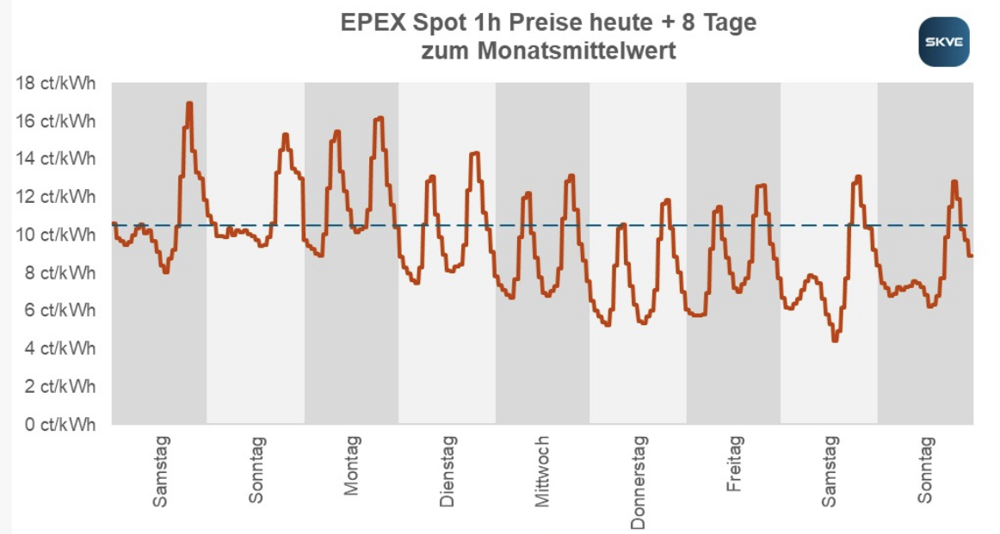 EPEX Spot 1h Preise heute + 8 Tage
zum Monatsmittelwert
SKVE
18 ct/kWh
16 ct/kWh
14 ct/kWh
12 ct/kWh
10 ct/kWh
8 ct/kWh
6 ct/kWh
4 ct/kWh
2 ct/kWh
0 ct/kWh
Samstag
Sonntag
Montag
Dienstag
Mittwoch
Donnerstag
Freitag
Samstag
Sonntag